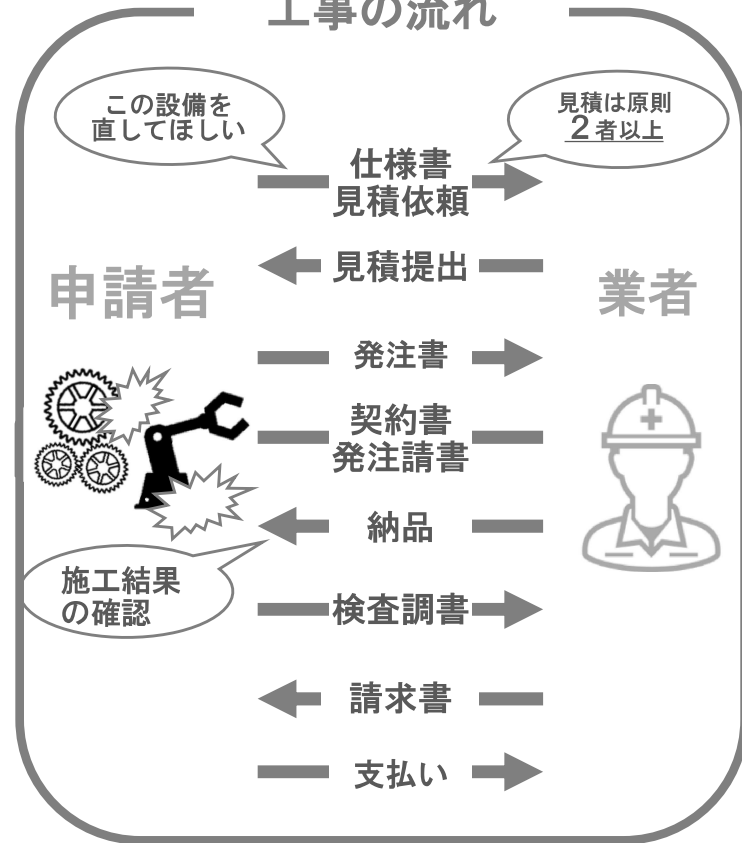 工事の流れ
この設備を
直してほしい
見積は原則
２者以上
仕様書
見積依頼
見積提出
申請者
業者
発注書
契約書
発注請書
納品
施工結果
の確認
検査調書
請求書
支払い